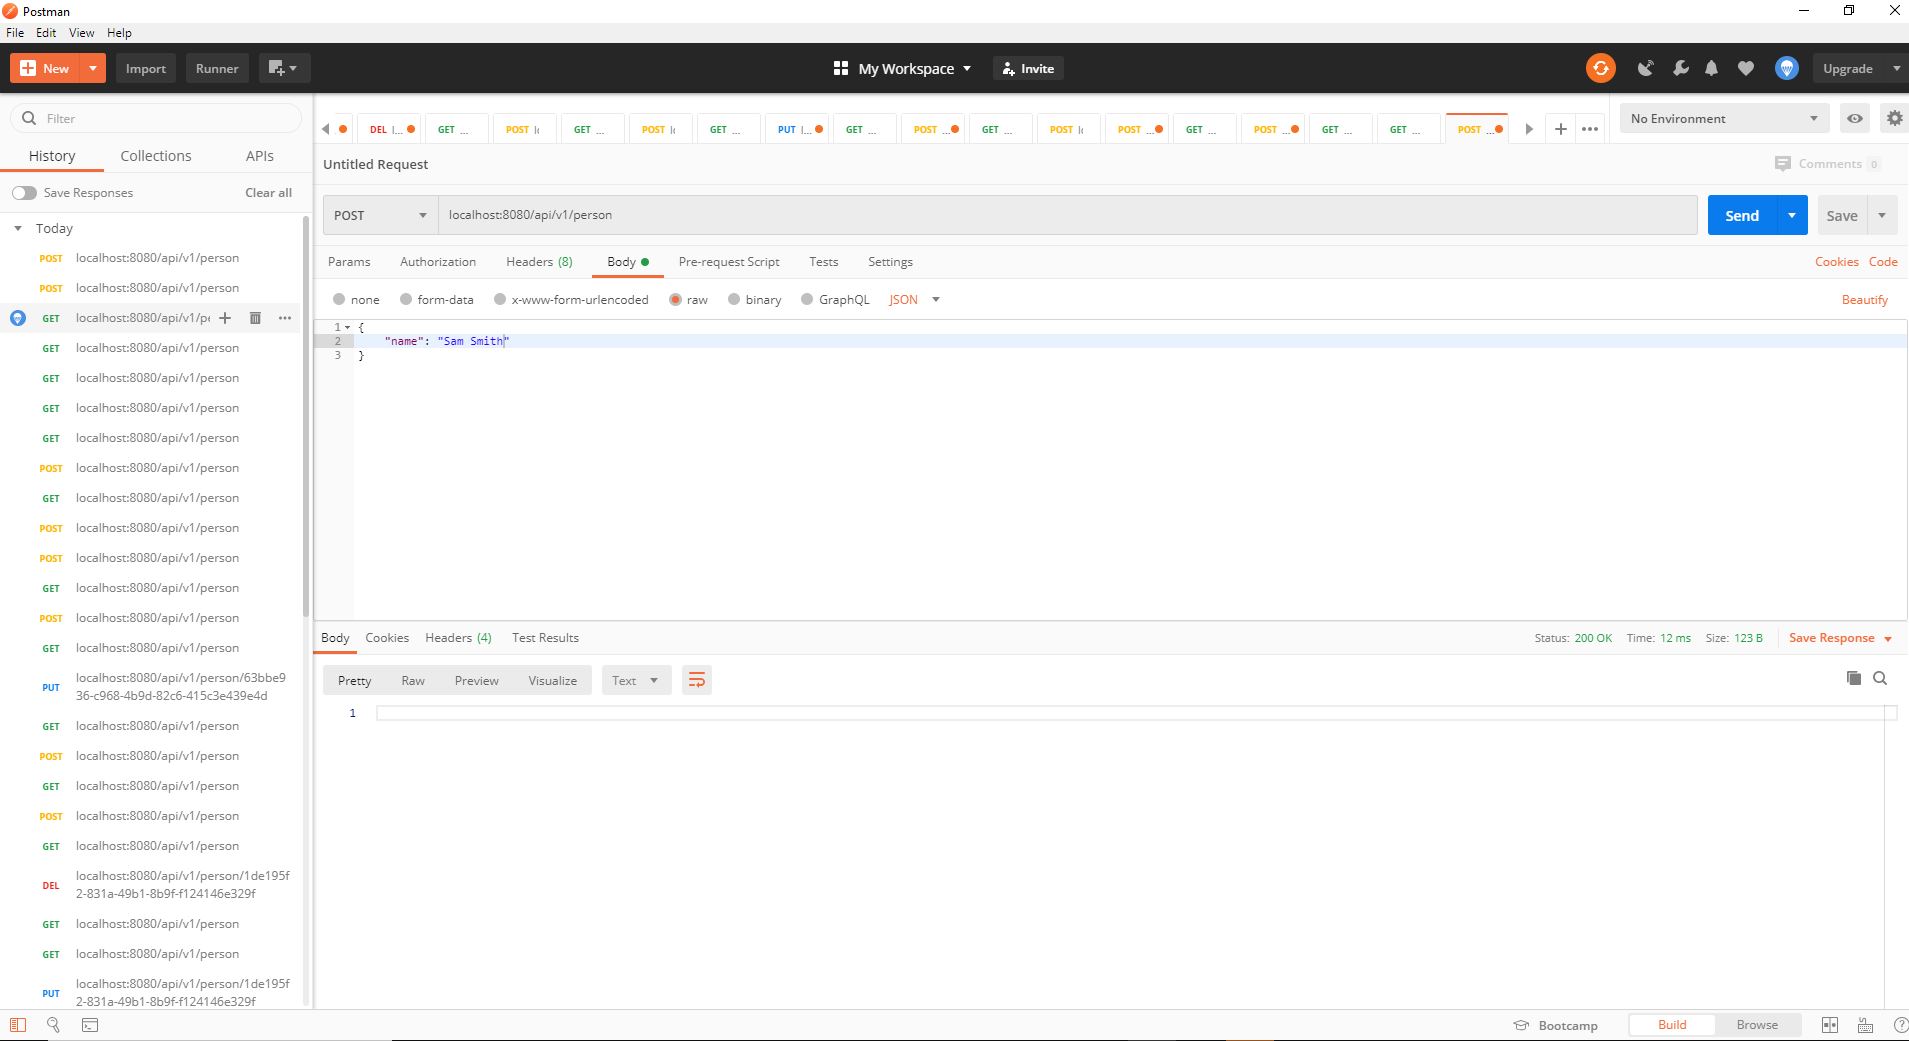 Postman
File Edit View Help
New Import Runner My Workspace Invite Upgrade
Filter
History Collections APIs
Save Responses Clear all
Today
POST localhost:8080/api/v1/person
POST localhost:8080/api/v1/person
GET localhost:8080/api/v1/pe
GET localhost:8080/api/v1/person
GET localhost:8080/api/v1/person
GET localhost:8080/api/v1/person
GET localhost:8080/api/v1/person
POST localhost:8080/api/v1/person
GET localhost:8080/api/v1/person
POST localhost:8080/api/v1/person
POST localhost:8080/api/v1/person
GET localhost:8080/api/v1/person
POST localhost:8080/api/v1/person
GET localhost:8080/api/v1/person
PUT localhost:8080/api/v1/person/63bbe9
36-c968-4b9d-82c6-415c3e439e4d
GET localhost:8080/api/v1/person
POST localhost:8080/api/v1/person
GET localhost:8080/api/v1/person
POST localhost:8080/api/v1/person
GET localhost:8080/api/v1/person
DEL localhost:8080/api/v1/person/1de195f
2-831a-49b1-8b9f-f124146e329f
GET localhost:8080/api/v1/person
GET localhost:8080/api/v1/person
PUT localhost:8080/api/v1/person/1de195f
2-831a-49b1-8b9f-f124146e329f
DEL l... GET ... POST GET ... POST GET ... PUT l... GET ... POST ... GET ... POST POST ... GET ... POST ... GET ... GET ... POST ... No Environment
Untitled Request Comments 0
POST localhost:8080/api/v1/person Send Save
Params Authorization Headers (8) Body Pre-request Script Tests Settings Cookies Code
none form-data x-www-form-urlencoded raw binary GraphQL JSON Beautify
1 {
2 "name": "Sam Smith"
3 }
Body Cookies Headers (4) Test Results Status: 200 OK Time: 12 ms Size: 123 B Save Response
Pretty Raw Preview Visualize Text
1
Bootcamp Build Browse